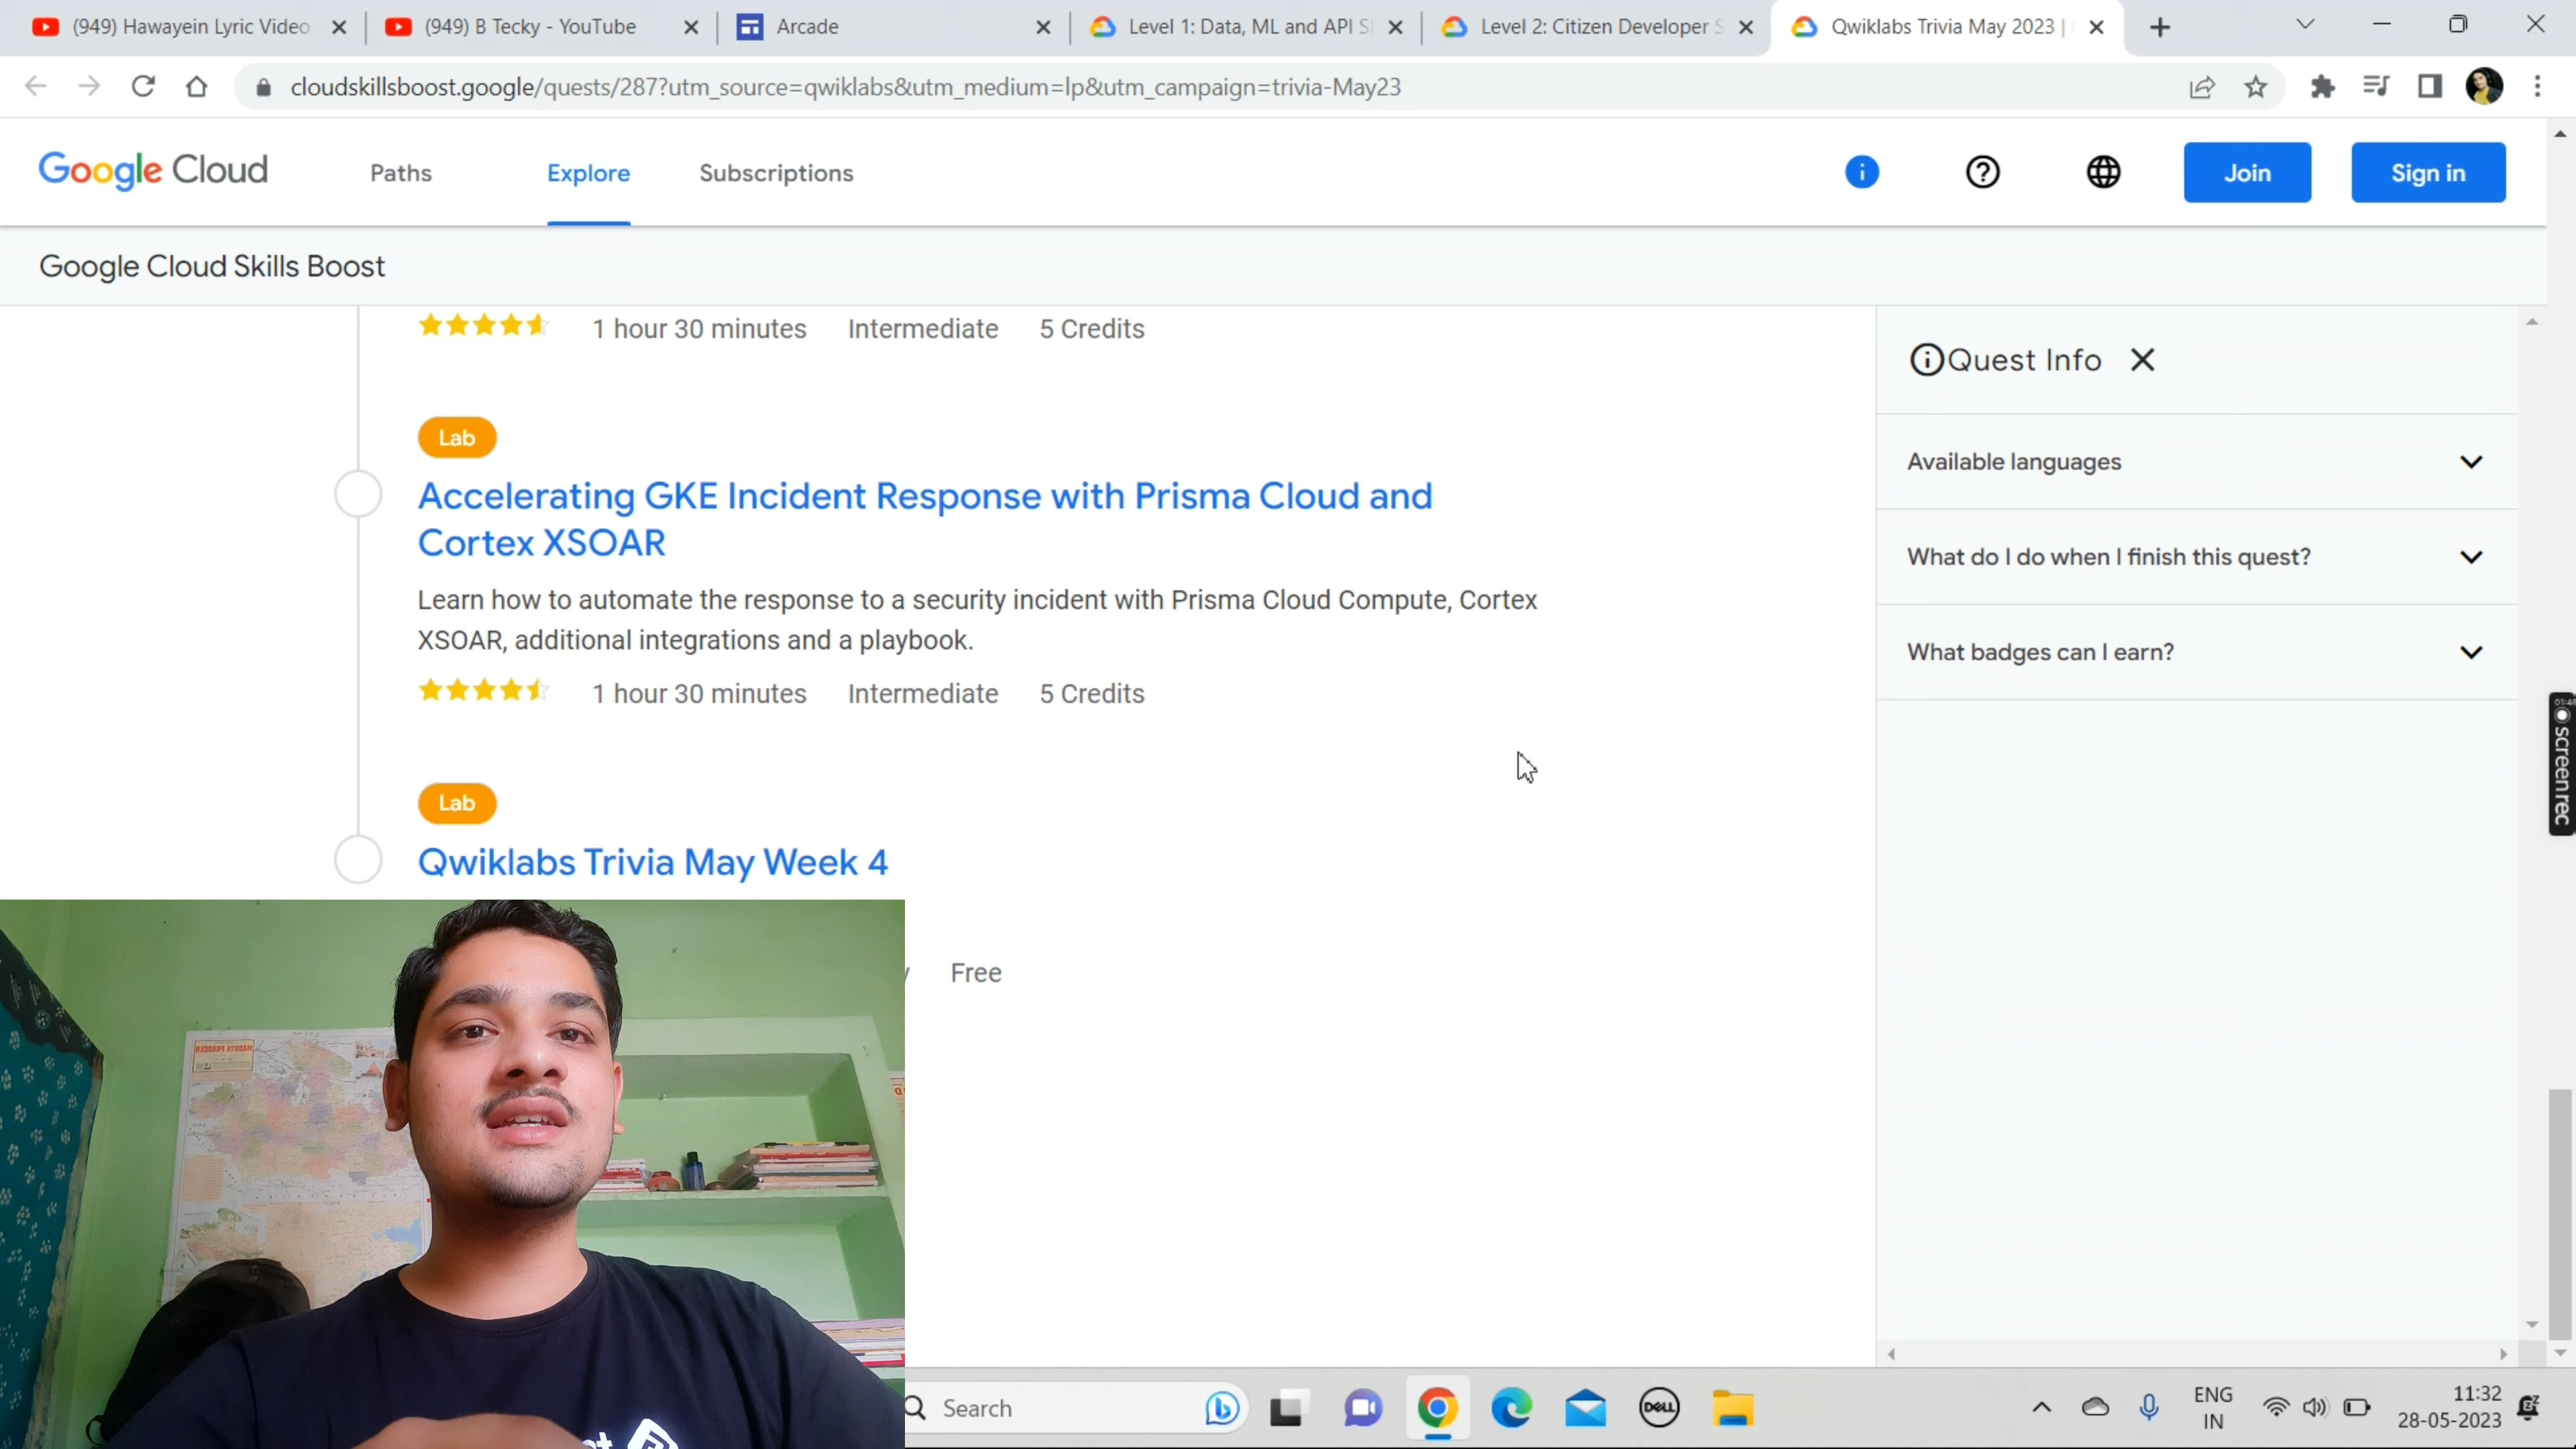 (949) Hawayein Lyric Video
(949) B Tecky - YouTube
Arcade
Level 1: Data, ML and API S
Level 2: Citizen Developer S
Qwiklabs Trivia May 2023 |
cloudskillsboost.google/quests/287?utm_source=qwiklabs&utm_medium=lp&utm_campaign=trivia-May23
Google Cloud
Paths
Explore
Subscriptions
Join
Sign in
Google Cloud Skills Boost
1 hour 30 minutes Intermediate 5 Credits
Lab
Accelerating GKE Incident Response with Prisma Cloud and
Cortex XSOAR
Learn how to automate the response to a security incident with Prisma Cloud Compute, Cortex
XSOAR, additional integrations and a playbook.
1 hour 30 minutes Intermediate 5 Credits
Lab
Qwiklabs Trivia May Week 4
Free
Quest Info
Available languages
What do I do when I finish this quest?
What badges can I earn?
screenrec
MADHYA PRADESH
Search
DELL
ENG
IN
11:32
28-05-2023